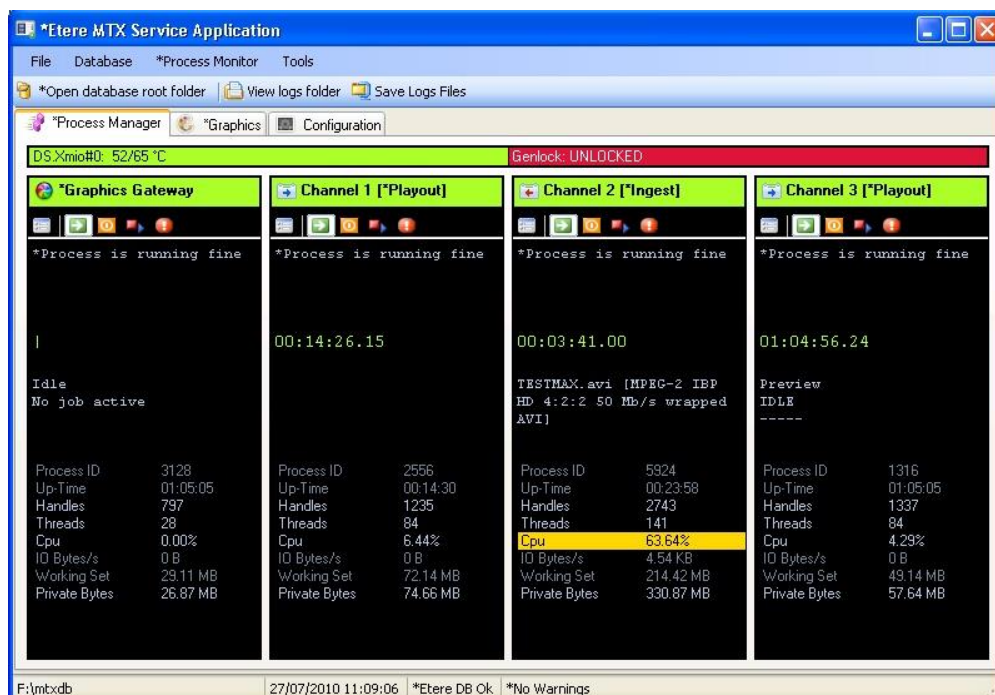 *Etere MTX Service Application
File Database *Process Monitor Tools
*Open database root folder View logs folder Save Logs Files
*Process Manager *Graphics Configuration
DS.Xmio#0: 52/65 °C Genlock: UNLOCKED
*Graphics Gateway
*Process is running fine
|
Idle
No job active
Process ID 3128
Up-Time 01:05:05
Handles 797
Threads 28
Cpu 0.00%
IO Bytes/s 0 B
Working Set 29.11 MB
Private Bytes 26.87 MB
Channel 1 [*Playout]
*Process is running fine
00:14:26.15
Process ID 2556
Up-Time 00:14:30
Handles 1235
Threads 84
Cpu 6.44%
IO Bytes/s 0 B
Working Set 72.14 MB
Private Bytes 74.66 MB
Channel 2 [*Ingest]
*Process is running fine
00:03:41.00
TESTMAX.avi [MPEG-2 IBP
HD 4:2:2 50 Mb/s wrapped
AVI]
Process ID 5924
Up-Time 00:23:58
Handles 2743
Threads 141
Cpu 63.64%
IO Bytes/s 4.54 KB
Working Set 214.42 MB
Private Bytes 330.87 MB
Channel 3 [*Playout]
*Process is running fine
01:04:56.24
Preview
IDLE
-----
Process ID 1316
Up-Time 01:05:05
Handles 1337
Threads 84
Cpu 4.29%
IO Bytes/s 0 B
Working Set 49.14 MB
Private Bytes 57.64 MB
F:\mtxdb 27/07/2010 11:09:06 *Etere DB Ok *No Warnings